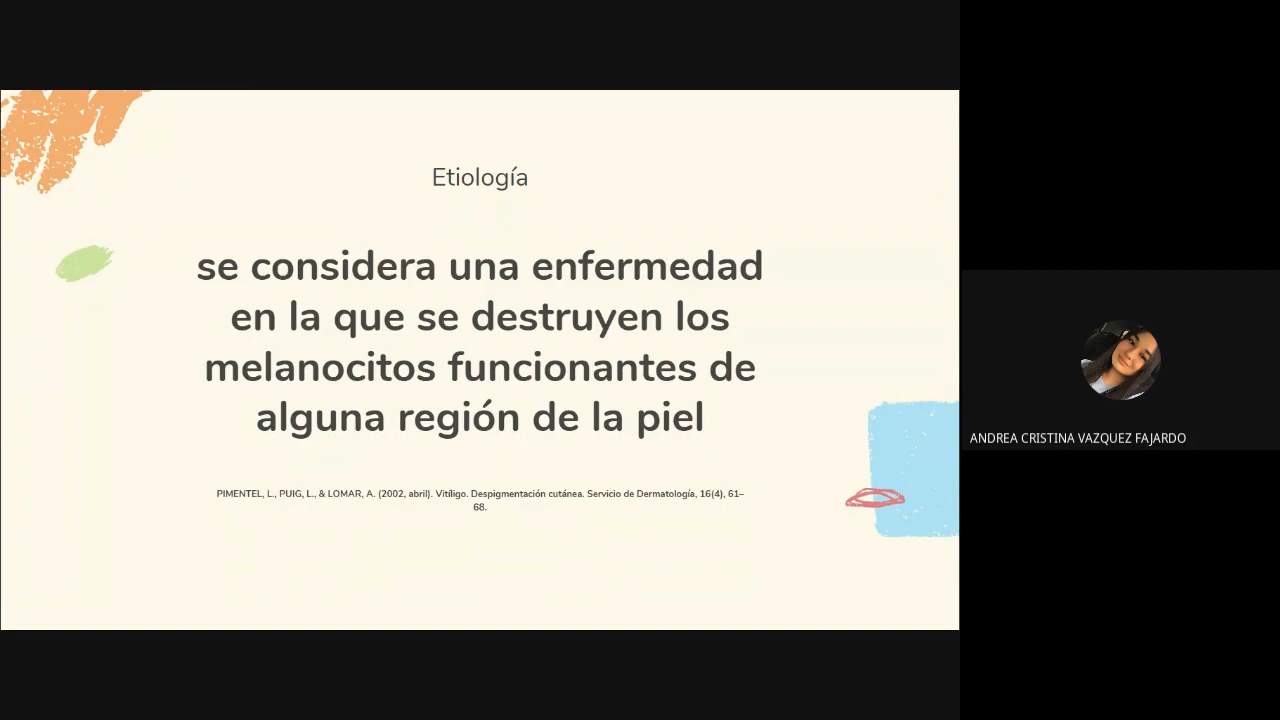 Etiología
se considera una enfermedad
en la que se destruyen los
melanocitos funcionantes de
alguna región de la piel
PIMENTEL, L., PUIG, L., & LOMAR, A. (2002, abril). Vitíligo. Despigmentación cutánea. Servicio de Dermatología, 16(4), 61–
68.
ANDREA CRISTINA VAZQUEZ FAJARDO